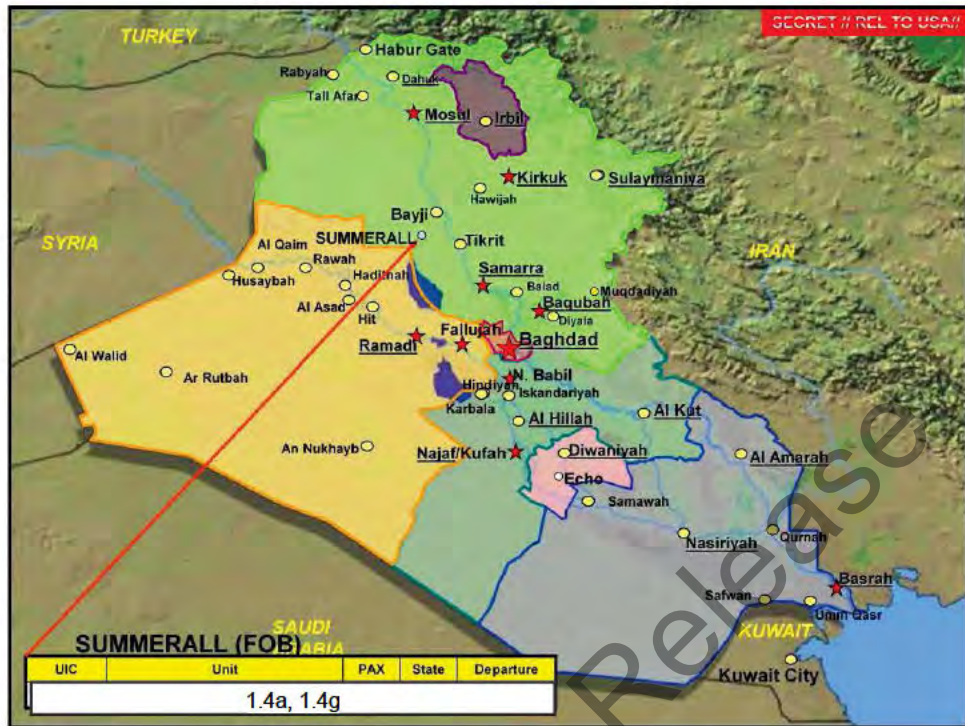 SECRET // REL TO USA//
TURKEY
Habur Gate
Rabyah
Dahuk
Tall Afar
Mosul
Irbil
Kirkuk
Sulaymaniya
Hawijah
Bayji
SUMMERALL
Tikrit
SYRIA
IRAN
Al Qaim
Rawah
Husaybah
Hadithah
Samarra
Balad
Muqdadiyah
Al Asad
Hit
Baqubah
Diyala
Fallujah
Ramadi
Baghdad
Al Walid
Ar Rutbah
N. Babil
Hindiyah
Iskandariyah
Karbala
Al Hillah
Al Kut
An Nukhayb
Najaf/Kufah
Diwaniyah
Al Amarah
Echo
Samawah
Nasiriyah
Qurnah
Basrah
Safwan
Umm Qasr
SAUDI
ARABIA
KUWAIT
Kuwait City
SUMMERALL (FOB)
UIC Unit PAX State Departure
1.4a, 1.4g
Release